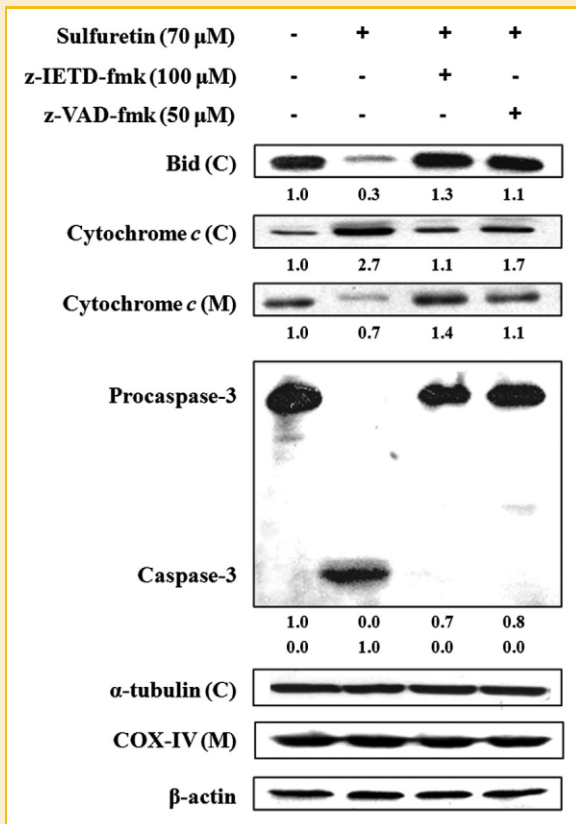 Sulfuretin (70 μM) - + + +
z-IETD-fmk (100 μM) - - + -
z-VAD-fmk (50 μM) - - - +
Bid (C)
1.0 0.3 1.3 1.1
Cytochrome c (C)
1.0 2.7 1.1 1.7
Cytochrome c (M)
1.0 0.7 1.4 1.1
Procaspase-3
Caspase-3
1.0 0.0 0.7 0.8
0.0 1.0 0.0 0.0
α-tubulin (C)
COX-IV (M)
β-actin